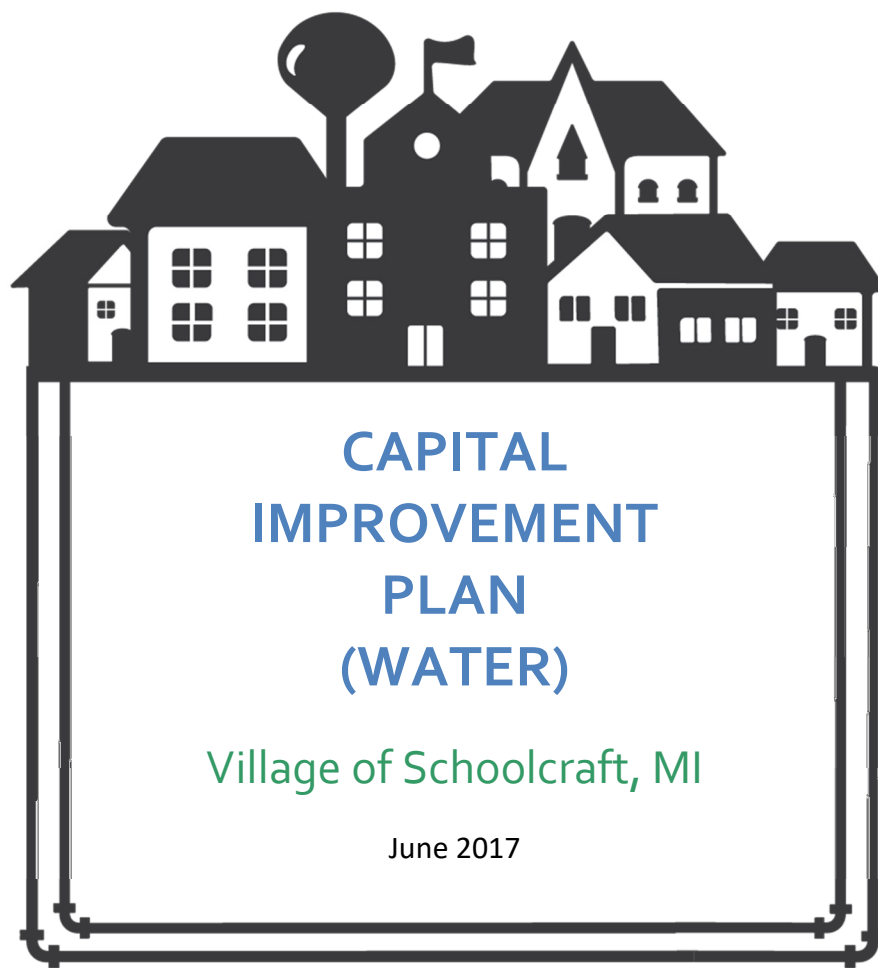 CAPITAL
IMPROVEMENT
PLAN
(WATER)
Village of Schoolcraft, MI
June 2017